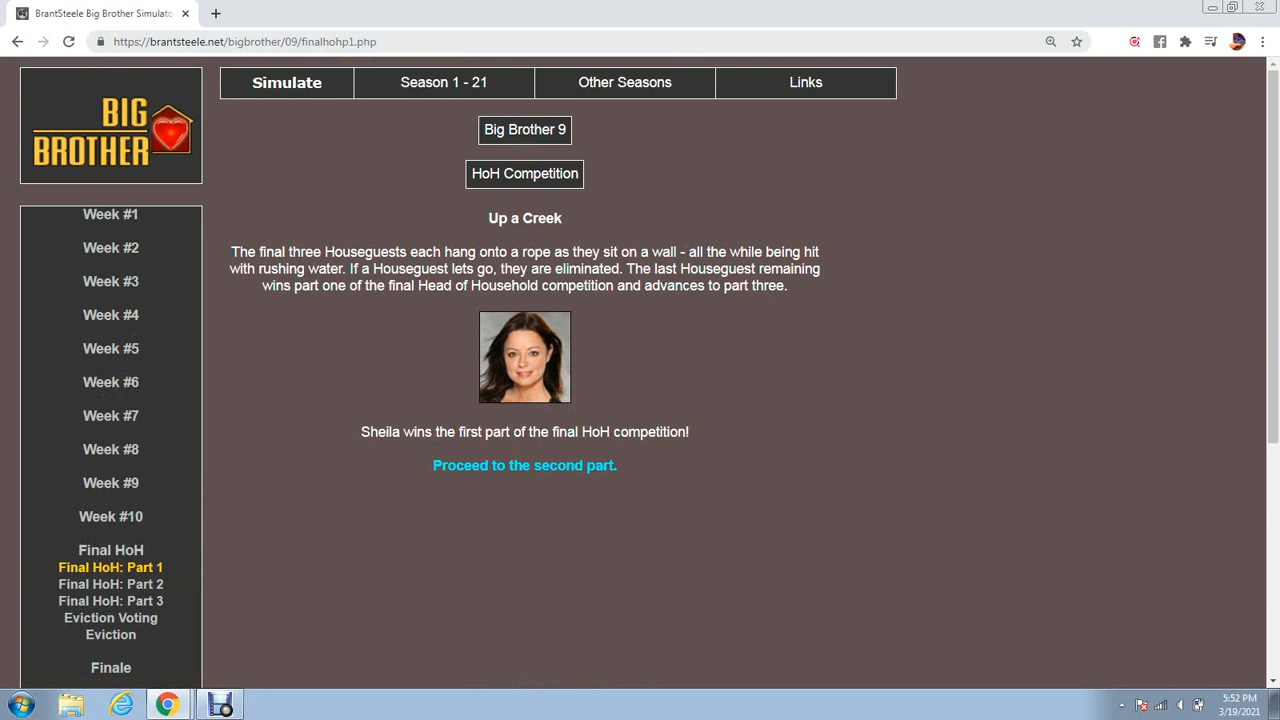 BrantSteele Big Brother Simulato
https://brantsteele.net/bigbrother/09/finalhohp1.php
BIG
BROTHER
Simulate
Season 1 - 21
Other Seasons
Links
Big Brother 9
HoH Competition
Up a Creek
The final three Houseguests each hang onto a rope as they sit on a wall - all the while being hit
with rushing water. If a Houseguest lets go, they are eliminated. The last Houseguest remaining
wins part one of the final Head of Household competition and advances to part three.
Sheila wins the first part of the final HoH competition!
Proceed to the second part.
Week #1
Week #2
Week #3
Week #4
Week #5
Week #6
Week #7
Week #8
Week #9
Week #10
Final HoH
Final HoH: Part 1
Final HoH: Part 2
Final HoH: Part 3
Eviction Voting
Eviction
Finale
5:52 PM
3/19/2021